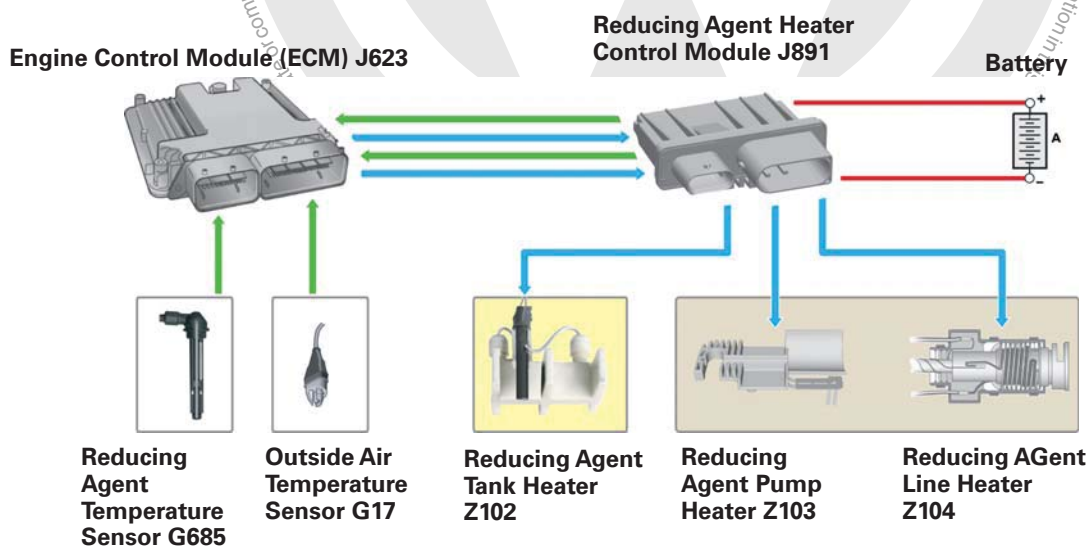 Engine Control Module (ECM) J623
Reducing Agent Heater
Control Module J891
Battery
+
A
–
Reducing
Agent
Temperature
Sensor G685
Outside Air
Temperature
Sensor G17
Reducing Agent
Tank Heater
Z102
Reducing
Agent Pump
Heater Z103
Reducing AGent
Line Heater
Z104